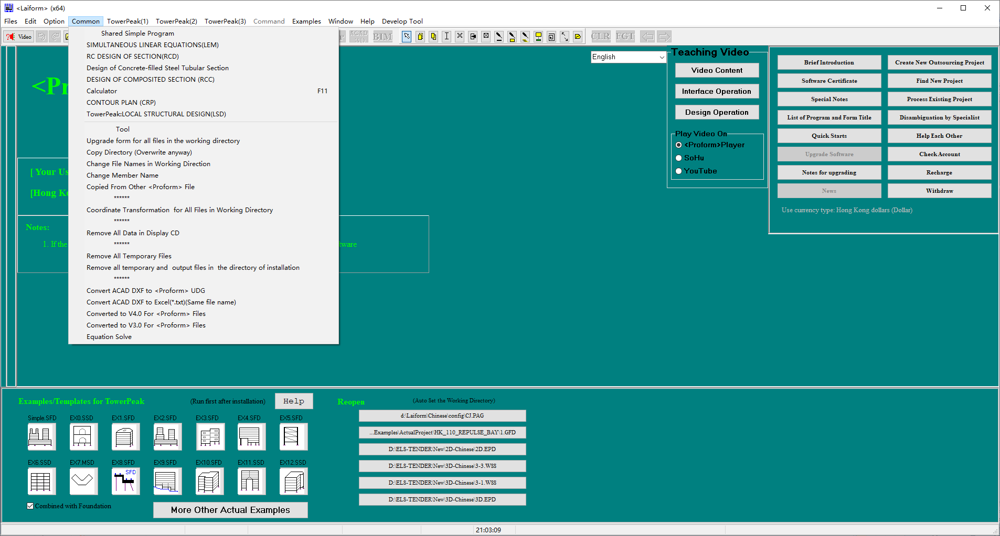 <Laiform> (x64)
Files Edit Option Common TowerPeak(1) TowerPeak(2) TowerPeak(3) Command Examples Window Help Develop Tool
?
Video
ACAD
BIM
CLR
FGT
Shared Simple Program
SIMULTANEOUS LINEAR EQUATIONS(LEM)
RC DESIGN OF SECTION(RCD)
Design of Concrete-filled Steel Tubular Section
DESIGN OF COMPOSITED SECTION (RCC)
Calculator F11
CONTOUR PLAN (CRP)
TowerPeak:LOCAL STRUCTURAL DESIGN(LSD)
Tool
Upgrade form for all files in the working directory
Copy Directory (Overwrite anyway)
Change File Names in Working Direction
Change Member Name
Copied From Other <Proform> File
******
Coordinate Transformation for All Files in Working Directory
******
Remove All Data in Display CD
******
Remove All Temporary Files
Remove all temporary and output files in the directory of installation
******
Convert ACAD DXF to <Proform> UDG
Convert ACAD DXF to Excel(*.txt)(Same file name)
Converted to V4.0 For <Proform> Files
Converted to V3.0 For <Proform> Files
Equation Solve
<Pr
[ Your Us
[Hong K
Notes:
1. If the
tware
English
Teaching Video
Video Content
Interface Operation
Design Operation
Play Video On
<Proform>Player
SoHu
YouTube
Brief Introduction
Create New Outsourcing Project
Software Certificate
Find New Project
Special Notes
Process Existing Project
List of Program and Form Title
Disambiguation by Specialist
Quick Starts
Help Each Other
Upgrade Software
Check Account
Notes for upgrading
Recharge
News
Withdraw
Use currency type: Hong Kong dollars (Dollar)
Examples/Templates for TowerPeak
(Run first after installation)
Help
Simple.SFD EX0.SSD EX1.SFD EX2.SFD EX3.SFD EX4.SFD EX5.SFD
EX6.SSD EX7.MSD EX8.SFD EX9.SFD EX10.SFD EX11.SSD EX12.SSD
SFD
Combined with Foundation
More Other Actual Examples
Reopen
(Auto Set the Working Directory)
d:\Laiform\Chinese\config\CJ.PAG
...Examples\ActualProject\HK_110_REPULSE_BAY\1.GFD
D:\ELS-TENDER\New\2D-Chinese\2D.EPD
D:\ELS-TENDER\New\3D-Chinese\3-3.WSS
D:\ELS-TENDER\New\3D-Chinese\3-1.WSS
D:\ELS-TENDER\New\3D-Chinese\3D.EPD
21:03:09